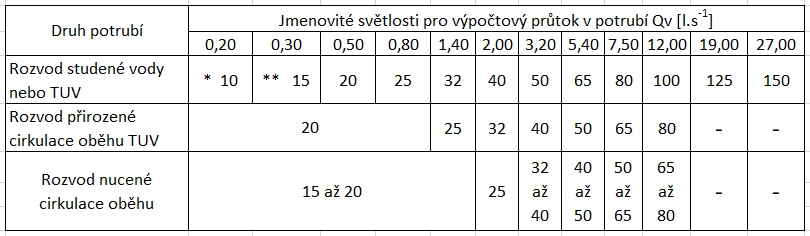 Druh potrubí
Jmenovité světlosti pro výpočtový průtok v potrubí Qv [l.s⁻¹]
0,20 0,30 0,50 0,80 1,40 2,00 3,20 5,40 7,50 12,00 19,00 27,00
Rozvod studené vody
nebo TUV
* 10 ** 15 20 25 32 40 50 65 80 100 125 150
Rozvod přirozené
cirkulace oběhu TUV
20 25 32 40 50 65 80 - -
Rozvod nucené
cirkulace oběhu
15 až 20 25
32
až
40
40
až
50
50
až
65
65
až
80
- -